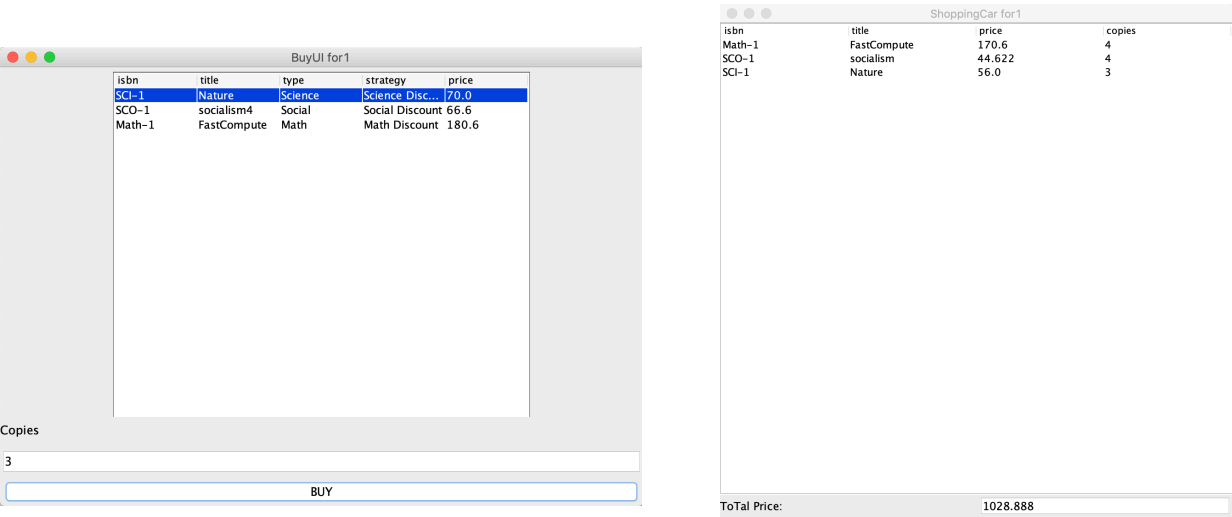 BuyUI for1
isbn title type strategy price
SCI-1 Nature Science Science Disc... 70.0
SCO-1 socialism4 Social Social Discount 66.6
Math-1 FastCompute Math Math Discount 180.6
Copies
3
BUY
ShoppingCar for1
isbn title price copies
Math-1 FastCompute 170.6 4
SCO-1 socialism 44.622 4
SCI-1 Nature 56.0 3
ToTal Price: 1028.888